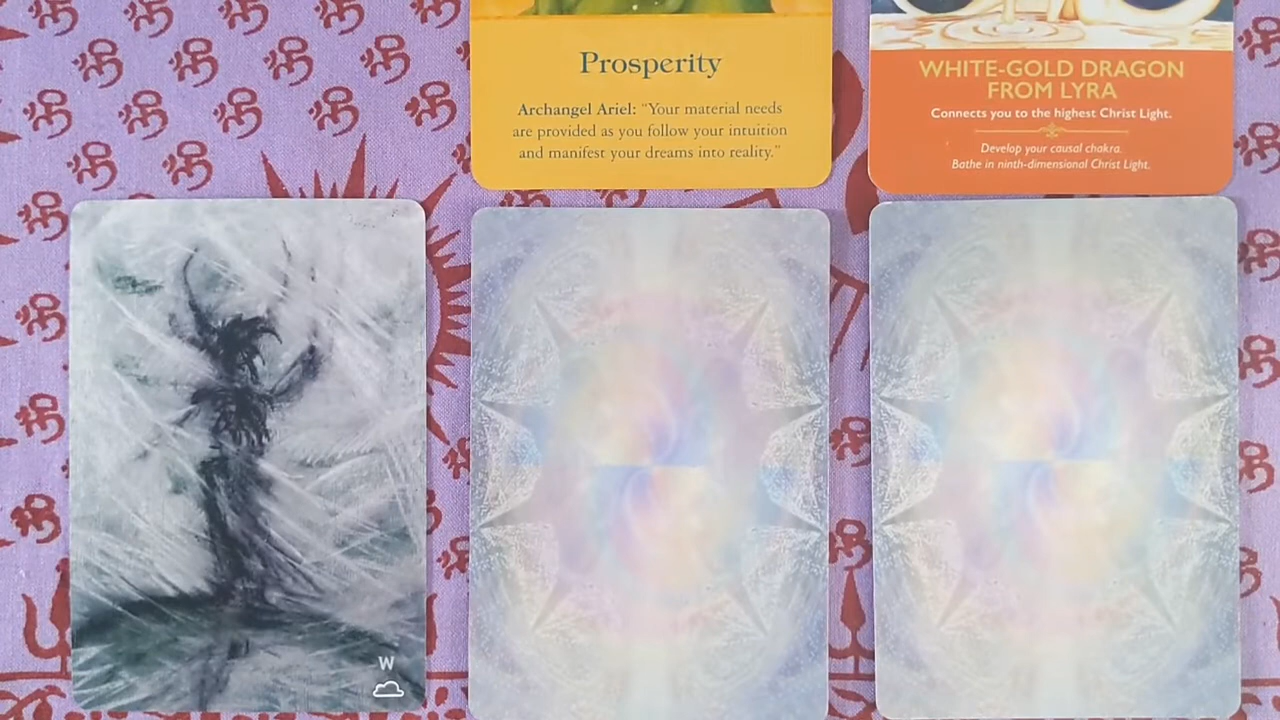 Prosperity
Archangel Ariel: “Your material needs
are provided as you follow your intuition
and manifest your dreams into reality.”
WHITE-GOLD DRAGON
FROM LYRA
Connects you to the highest Christ Light.
Develop your causal chakra.
Bathe in ninth-dimensional Christ Light.
W